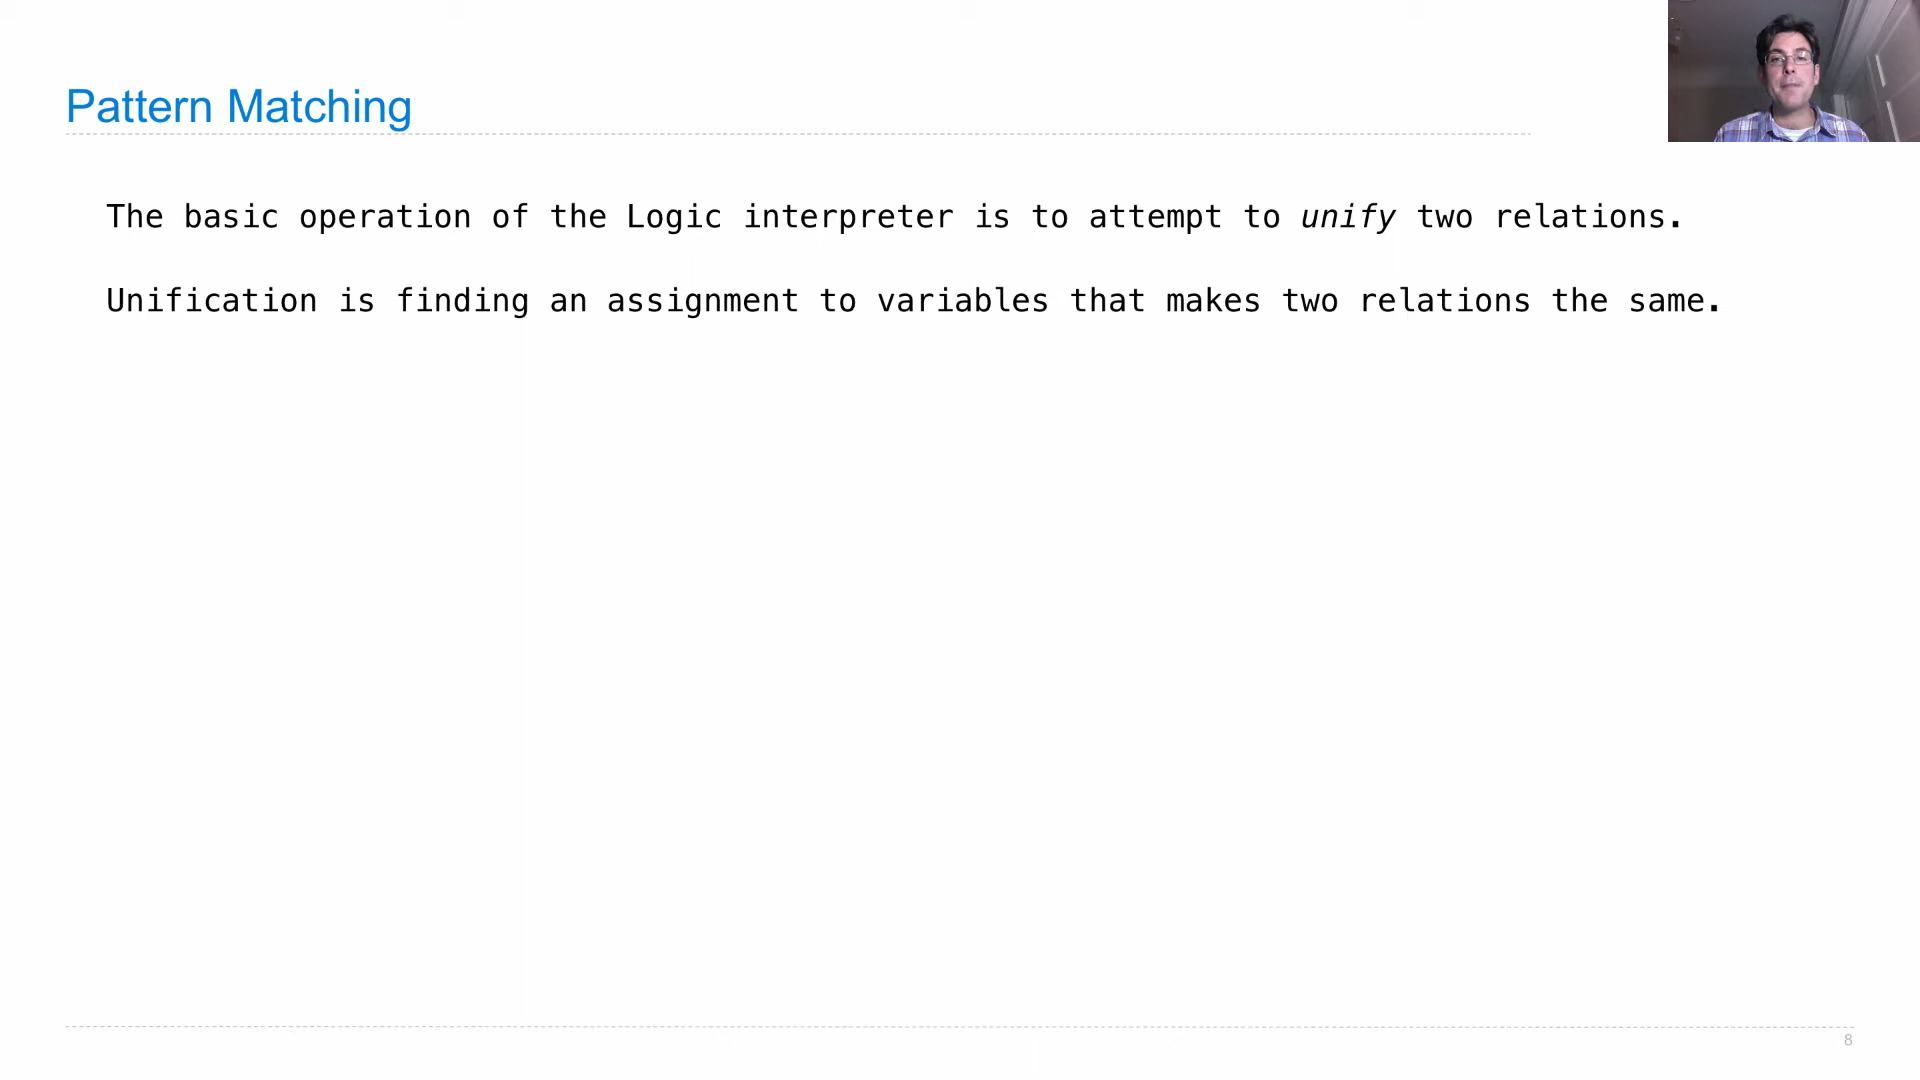 Pattern Matching
The basic operation of the Logic interpreter is to attempt to unify two relations.
Unification is finding an assignment to variables that makes two relations the same.
8